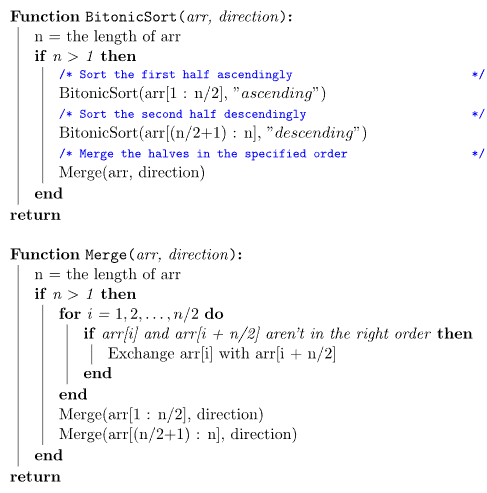 Function BitonicSort(arr, direction):
n = the length of arr
if n > 1 then
/* Sort the first half ascendingly */
BitonicSort(arr[1 : n/2], ”ascending”)
/* Sort the second half descendingly */
BitonicSort(arr[(n/2+1) : n], ”descending”)
/* Merge the halves in the specified order */
Merge(arr, direction)
end
return
Function Merge(arr, direction):
n = the length of arr
if n > 1 then
for i = 1, 2, . . . , n/2 do
if arr[i] and arr[i + n/2] aren't in the right order then
Exchange arr[i] with arr[i + n/2]
end
end
Merge(arr[1 : n/2], direction)
Merge(arr[(n/2+1) : n], direction)
end
return